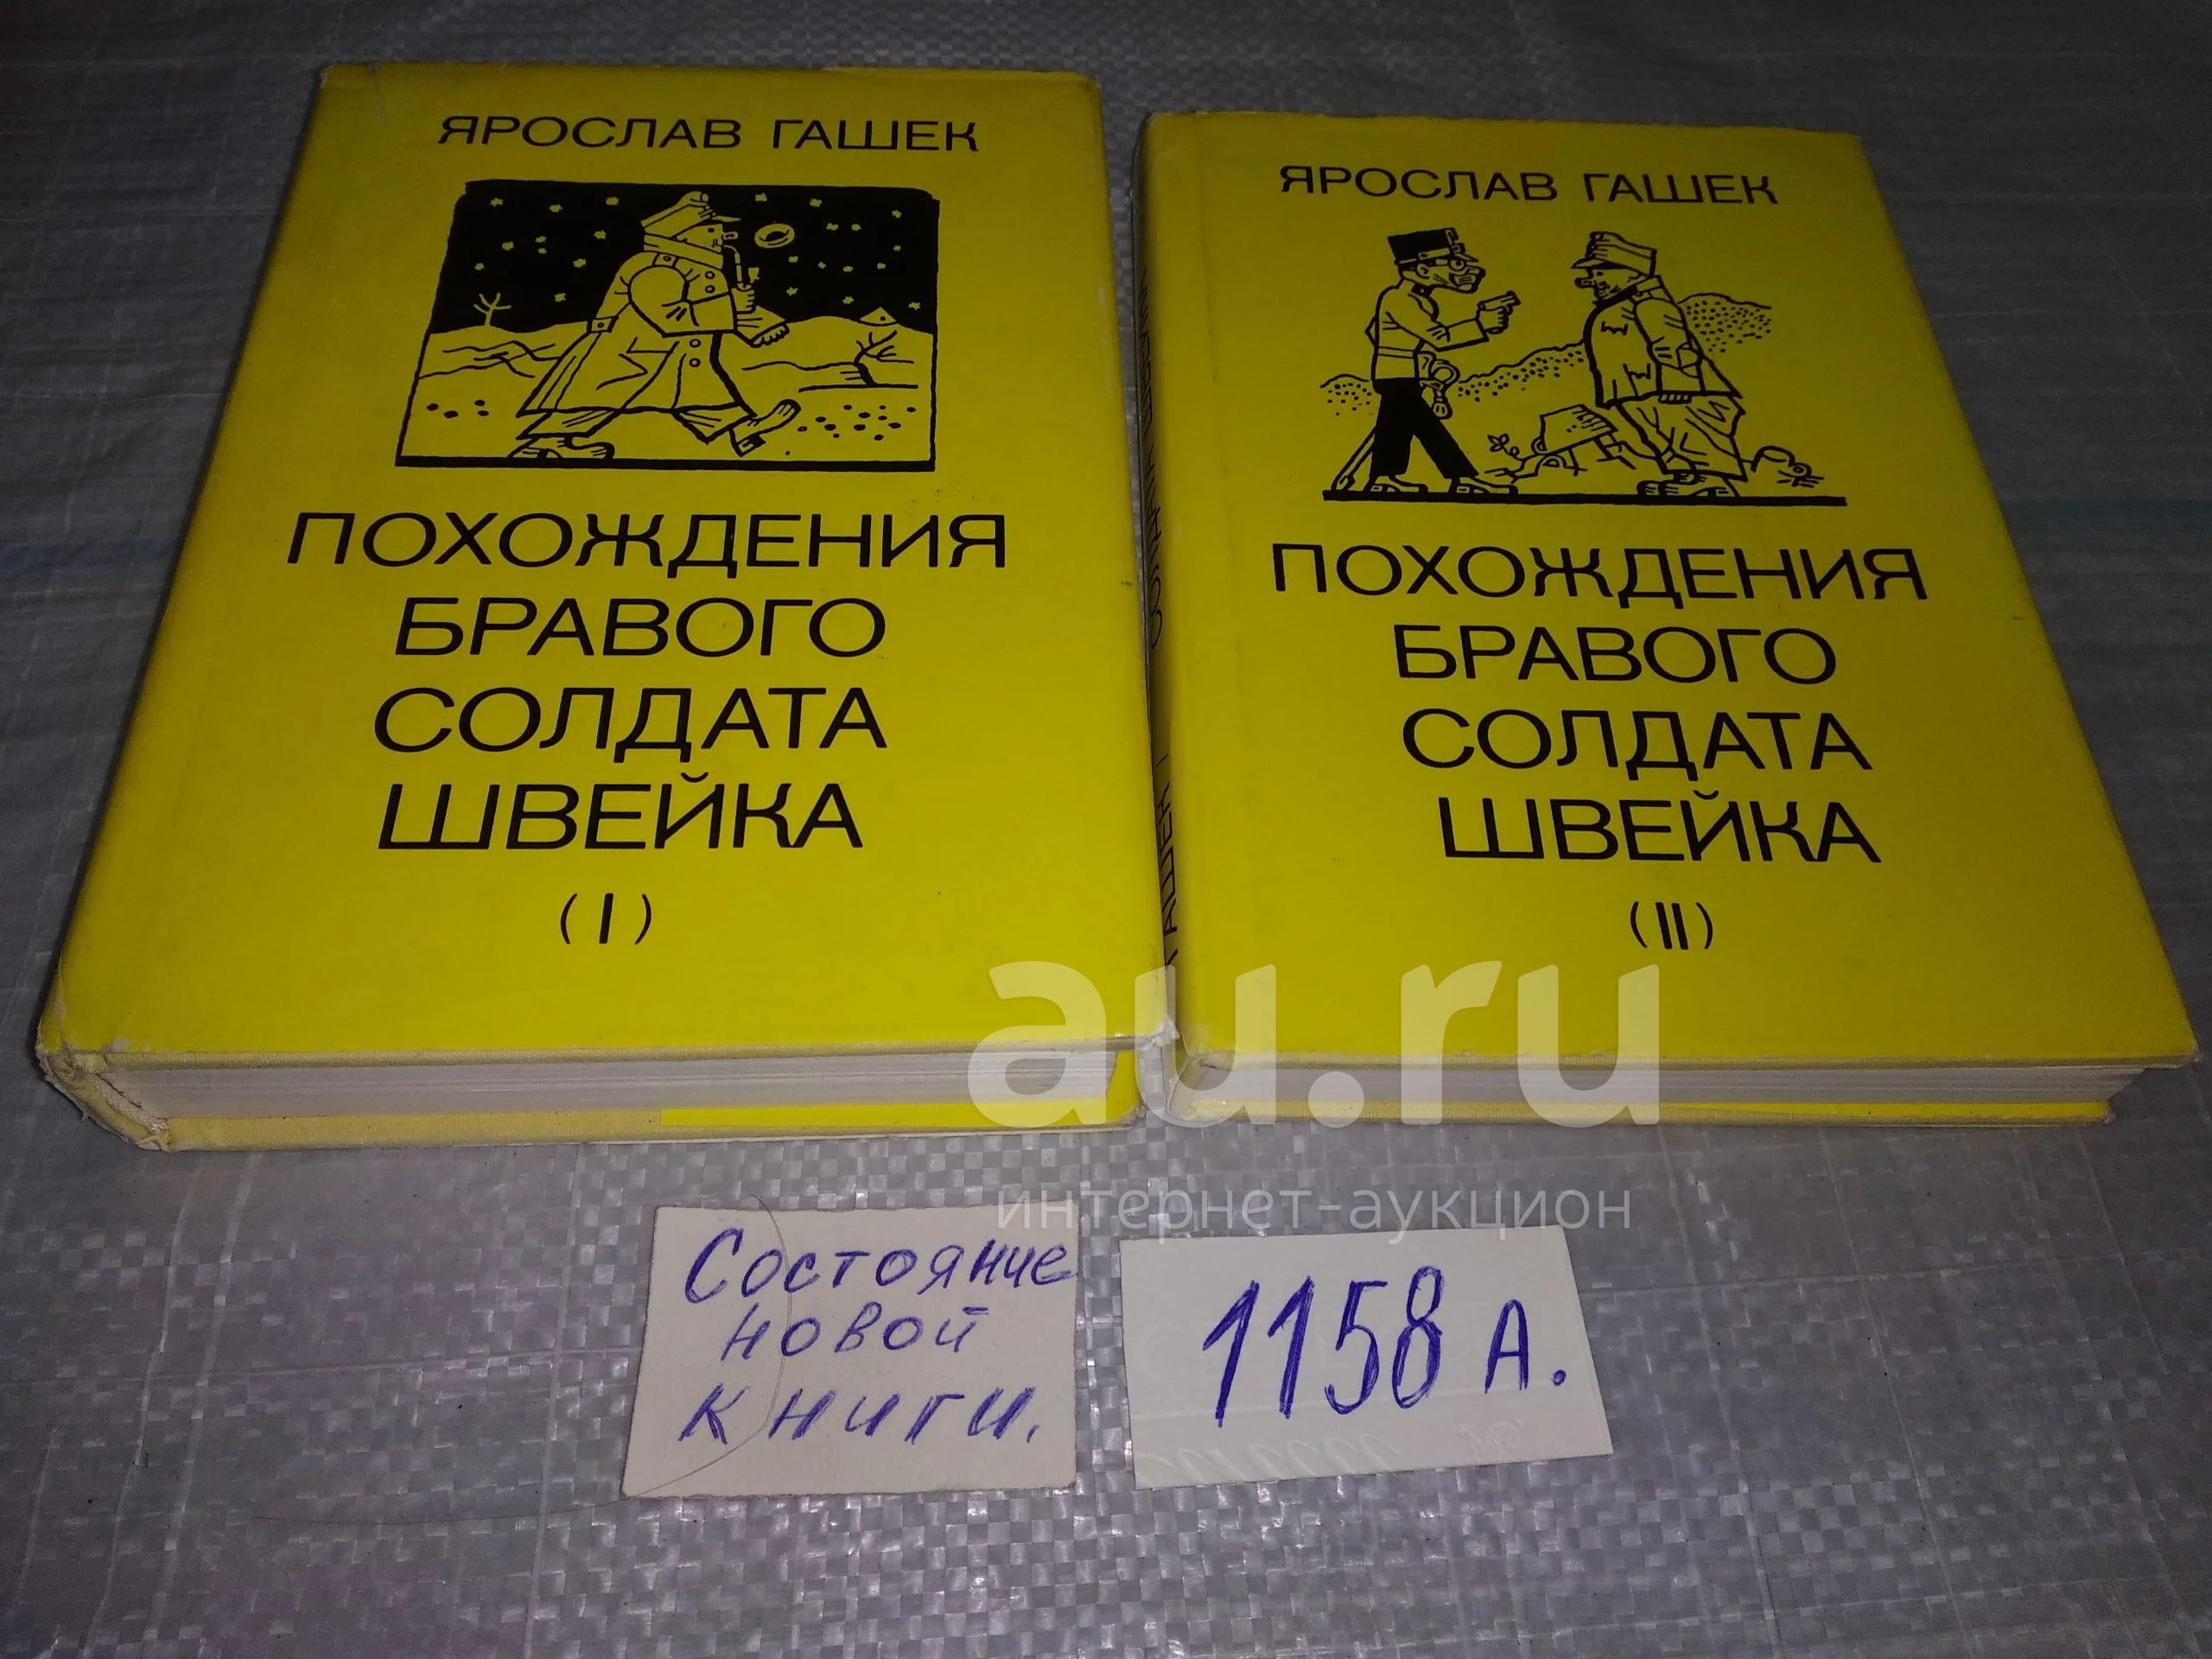 ЯРОСЛАВ ГАШЕК
ПОХОЖДЕНИЯ
БРАВОГО
СОЛДАТА
ШВЕЙКА
(I)
ЯРОСЛАВ ГАШЕК
ПОХОЖДЕНИЯ
БРАВОГО
СОЛДАТА
ШВЕЙКА
(II)
au.ru
интернет-аукцион
Состояние
новой
книги.
1158 А.